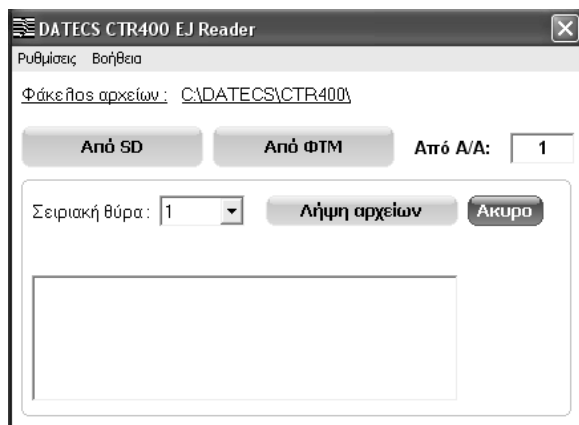 DATECS CTR400 EJ Reader
Ρυθμίσεις Βοήθεια
Φάκελος αρχείων : C:\DATECS\CTR400\
Από SD Από ΦΤΜ Από Α/Α: 1
Σειριακή θύρα : 1 Λήψη αρχείων Ακυρο